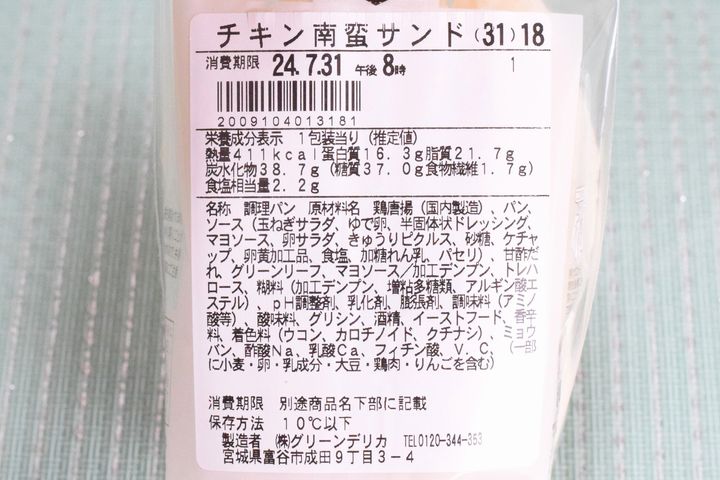 チキン南蛮サンド(31)18
消費期限 24.7.31 午後 8時 1
2009104013181
栄養成分表示 1包装当り(推定値)
熱量411kcal蛋白質16.3g脂質21.7g
炭水化物38.7g(糖質37.0g食物繊維1.7g)
食塩相当量2.2g
名称 調理パン 原材料名 鶏唐揚(国内製造)、パン、
ソース(玉ねぎサラダ、ゆで卵、半固体状ドレッシング、
マヨソース、卵サラダ、きゅうりピクルス、砂糖、ケチャ
ップ、卵黄加工品、食塩、加糖れん乳、パセリ)、甘酢だ
れ、グリーンリーフ、マヨソース/加工デンプン、トレハ
ロース、糊料(加工デンプン、増粘多糖類、アルギン酸エ
ステル)、pH調整剤、乳化剤、膨張剤、調味料(アミノ
酸等)、酸味料、グリシン、酒精、イーストフード、香辛
料、着色料(ウコン、カロチノイド、クチナシ)、ミョウ
バン、酢酸Na、乳酸Ca、フィチン酸、V.C、(一部
に小麦・卵・乳成分・大豆・鶏肉・りんごを含む)
消費期限 別途商品名下部に記載
保存方法 10℃以下
製造者 (株)グリーンデリカ TEL0120-344-353
宮城県富谷市成田9丁目3-4